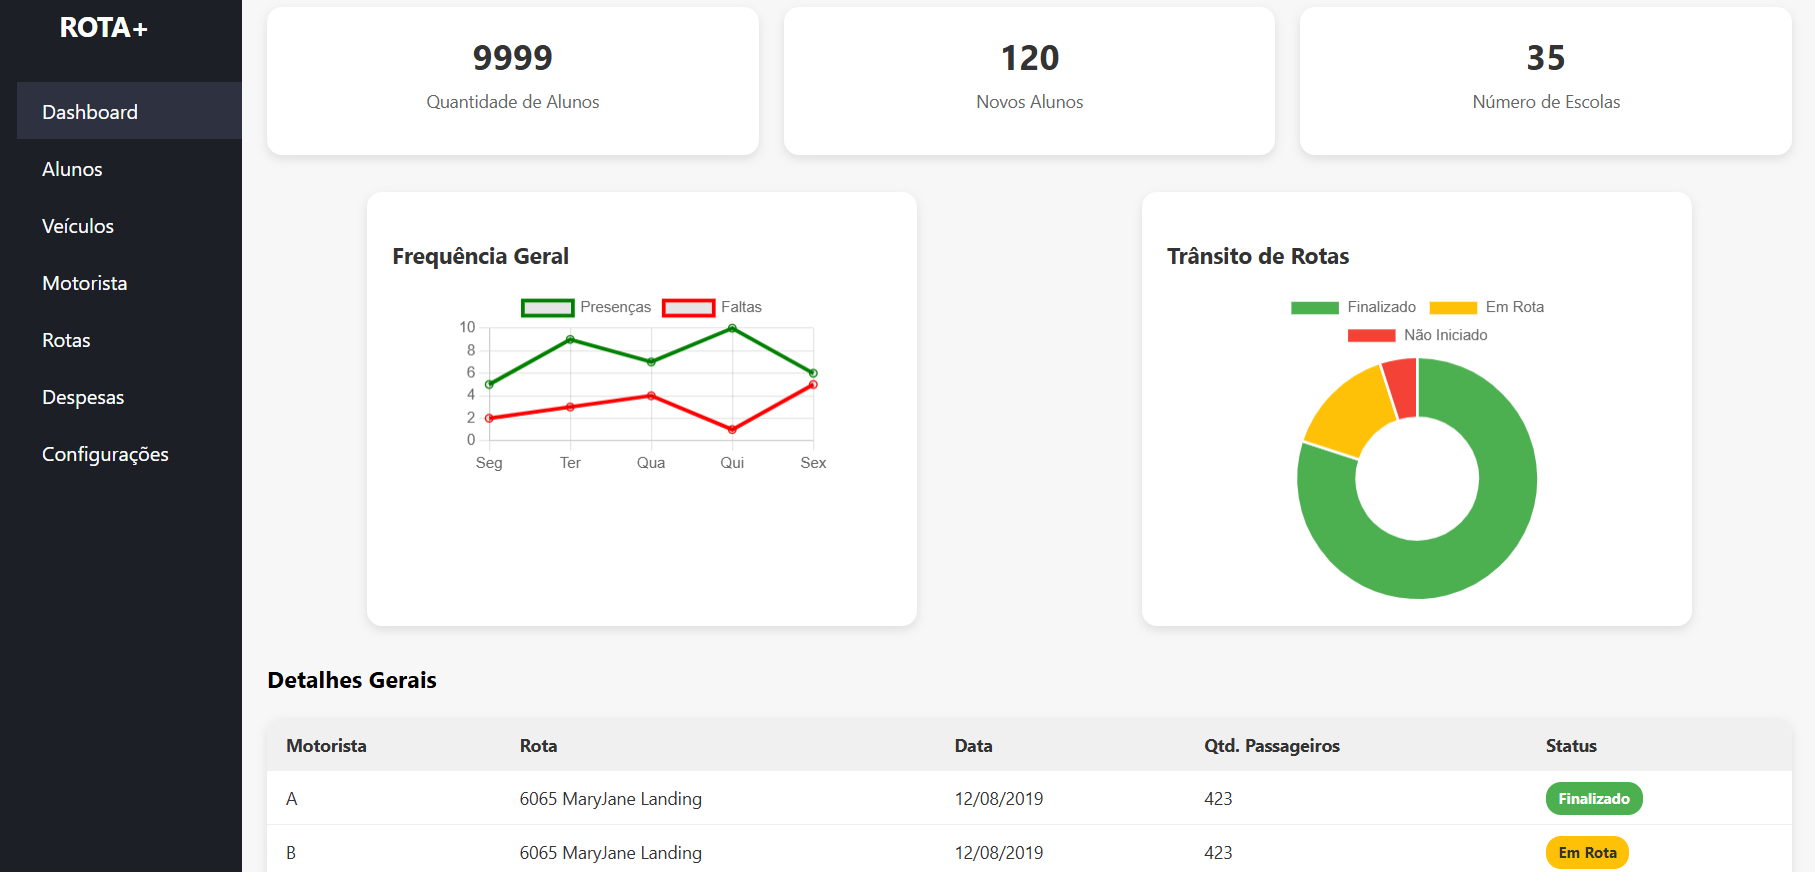 ROTA+
Dashboard
Alunos
Veículos
Motorista
Rotas
Despesas
Configurações
9999
Quantidade de Alunos
120
Novos Alunos
35
Número de Escolas
Frequência Geral
Presenças Faltas
10
8
6
4
2
0
Seg Ter Qua Qui Sex
Trânsito de Rotas
Finalizado Em Rota
Não Iniciado
Detalhes Gerais
Motorista Rota Data Qtd. Passageiros Status
A 6065 MaryJane Landing 12/08/2019 423 Finalizado
B 6065 MaryJane Landing 12/08/2019 423 Em Rota